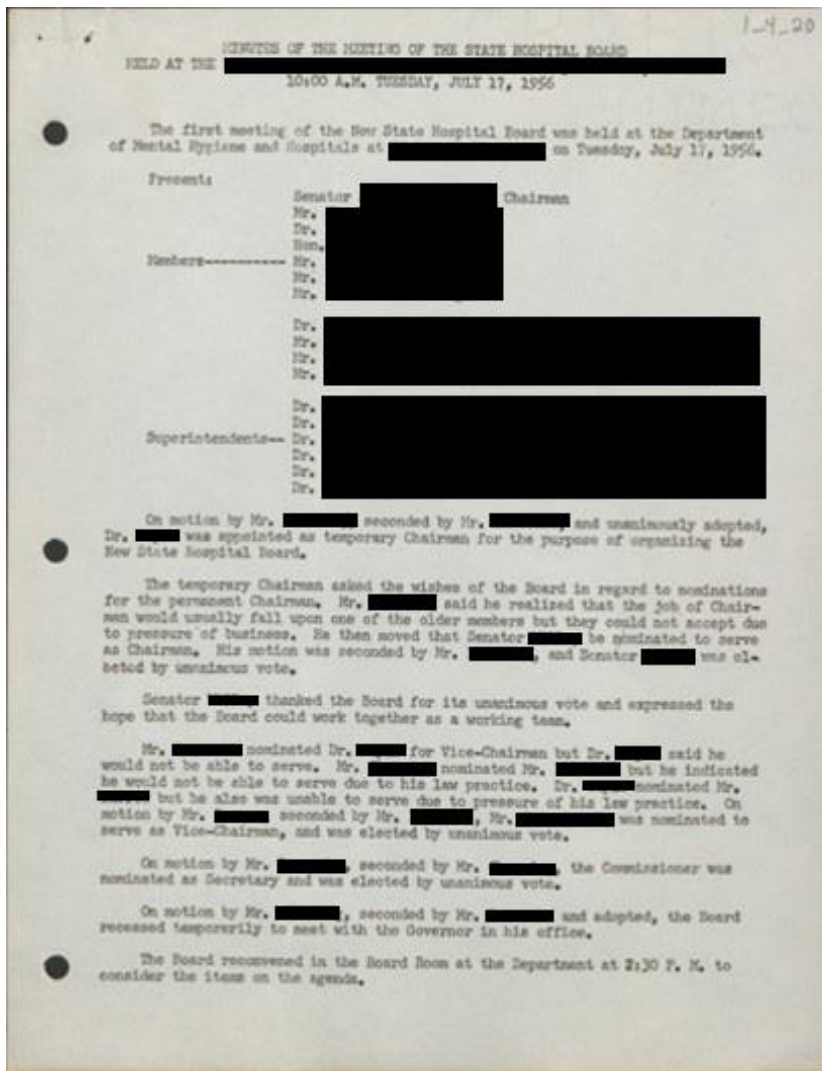 1-4-20
MINUTES OF THE MEETING OF THE STATE HOSPITAL BOARD
HELD AT THE
10:00 A.M. TUESDAY, JULY 17, 1956
The first meeting of the New State Hospital Board was held at the Department
of Mental Hygiene and Hospitals at on Tuesday, July 17, 1956.
Present:
Senator Chairman
Mr.
Dr.
Hon.
Members---------- Mr.
Mr.
Mr.
Dr.
Mr.
Mr.
Mr.
Dr.
Dr.
Superintendents-- Dr.
Dr.
Dr.
Dr.
On motion by Mr. seconded by Mr. and unanimously adopted,
Dr. was appointed as temporary Chairman for the purpose of organizing the
New State Hospital Board.
The temporary Chairman asked the wishes of the Board in regard to nominations
for the permanent Chairman. Mr. said he realized that the job of Chair-
man would usually fall upon one of the older members but they could not accept due
to pressure of business. He then moved that Senator be nominated to serve
as Chairman. His motion was seconded by Mr. , and Senator was el-
ected by unanimous vote.
Senator thanked the Board for its unanimous vote and expressed the
hope that the Board could work together as a working team.
Mr. nominated Dr. for Vice-Chairman but Dr. said he
would not be able to serve. Mr. nominated Mr. but he indicated
he would not be able to serve due to his law practice. Dr. nominated Mr.
but he also was unable to serve due to pressure of his law practice. On
motion by Mr. seconded by Mr. , Mr. was nominated to
serve as Vice-Chairman, and was elected by unanimous vote.
On motion by Mr. , seconded by Mr. , the Commissioner was
nominated as Secretary and was elected by unanimous vote.
On motion by Mr. , seconded by Mr. and adopted, the Board
recessed temporarily to meet with the Governor in his office.
The Board reconvened in the Board Room at the Department at 2:30 P. M. to
consider the items on the agenda.